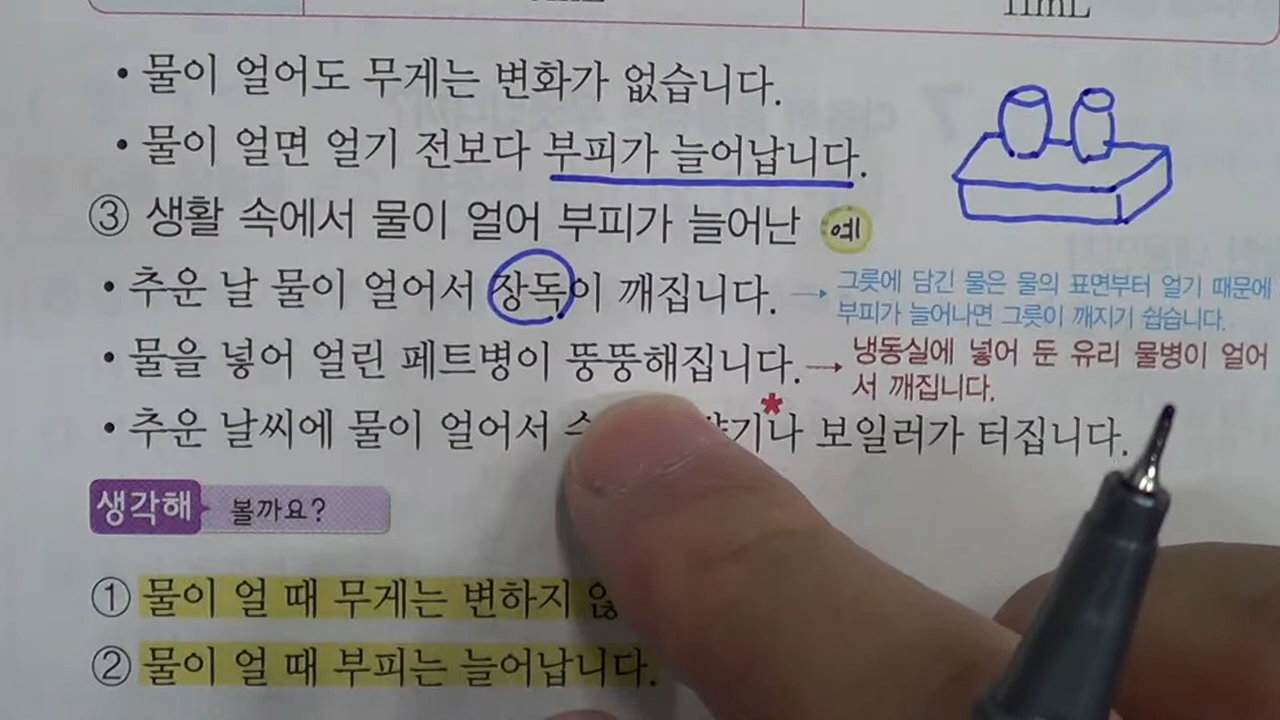 11mL
• 물이 얼어도 무게는 변화가 없습니다.
• 물이 얼면 얼기 전보다 부피가 늘어납니다.
③ 생활 속에서 물이 얼어 부피가 늘어난 예
• 추운 날 물이 얼어서 장독이 깨집니다. → 그릇에 담긴 물은 물의 표면부터 얼기 때문에
부피가 늘어나면 그릇이 깨지기 쉽습니다.
• 물을 넣어 얼린 페트병이 뚱뚱해집니다. → 냉동실에 넣어 둔 유리 물병이 얼어
서 깨집니다.
• 추운 날씨에 물이 얼어서 보일러가 터집니다.
생각해 볼까요?
① 물이 얼 때 무게는 변하지
② 물이 얼 때 부피는 늘어납니다.